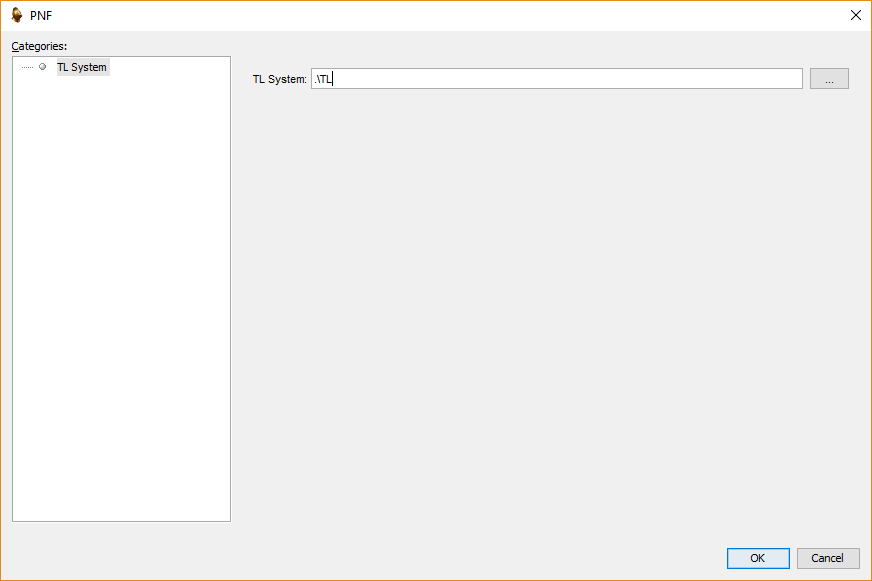 PNF
Categories:
TL System
TL System: .\TL ...
OK Cancel